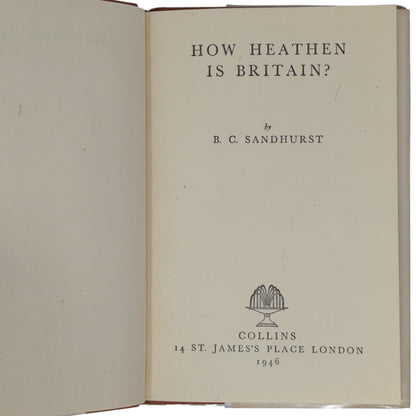 HOW HEATHEN
IS BRITAIN?
by
B. C. SANDHURST
COLLINS
14 ST. JAMES'S PLACE LONDON
1946